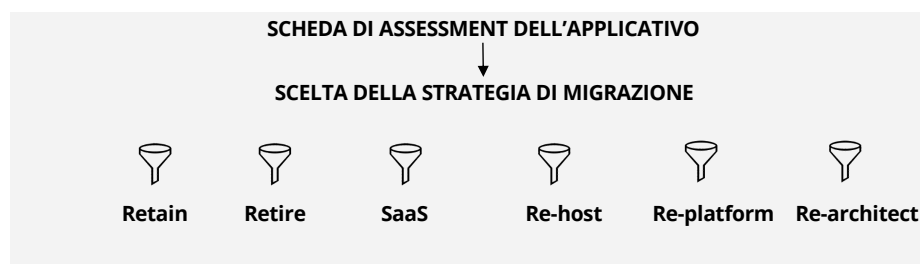 SCHEDA DI ASSESSMENT DELL’APPLICATIVO
SCELTA DELLA STRATEGIA DI MIGRAZIONE
Retain Retire SaaS Re-host Re-platform Re-architect